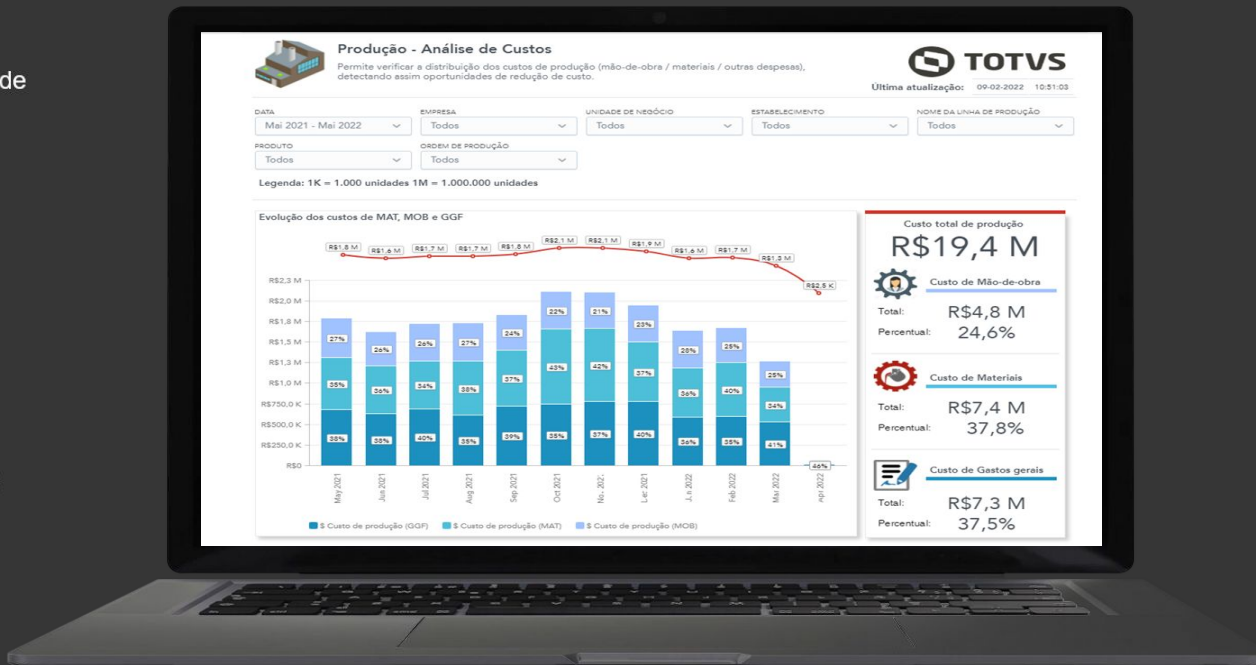 de
Produção - Análise de Custos
Permite verificar a distribuição dos custos de produção (mão-de-obra / materiais / outras despesas),
detectando assim oportunidades de redução de custo.
TOTVS
Última atualização: 09-02-2022 10:51:03
DATA EMPRESA UNIDADE DE NEGÓCIO ESTABELECIMENTO NOME DA LINHA DE PRODUÇÃO
Mai 2021 - Mai 2022 Todos Todos Todos Todos
PRODUTO ORDEM DE PRODUÇÃO
Todos Todos
Legenda: 1K = 1.000 unidades 1M = 1.000.000 unidades
Evolução dos custos de MAT, MOB e GGF
R$1,8 M R$1,6 M R$1,7 M R$1,7 M R$1,8 M R$2,1 M R$2,1 M R$1,9 M R$1,6 M R$1,7 M R$1,3 M R$2,5 K
R$2,3 M
R$2,0 M
R$1,8 M
R$1,5 M
R$1,3 M
R$1,0 M
R$750,0 K
R$500,0 K
R$250,0 K
R$0
27% 26% 26% 27% 24% 22% 21% 23% 28% 25% 25%
35% 36% 34% 38% 37% 43% 42% 37% 36% 40% 34%
38% 38% 40% 35% 39% 35% 37% 40% 36% 35% 41% 46%
May 2021 Jun 2021 Jul 2021 Aug 2021 Sep 2021 Oct 2021 No.. 202. 2021 2022 Feb 2022 Mar 2022 Apr 2022
$ Custo de produção (GGF) $ Custo de produção (MAT) $ Custo de produção (MOB)
Custo total de produção
R$19,4 M
Custo de Mão-de-obra
Total: R$4,8 M
Percentual: 24,6%
Custo de Materiais
Total: R$7,4 M
Percentual: 37,8%
Custo de Gastos gerais
Total: R$7,3 M
Percentual: 37,5%